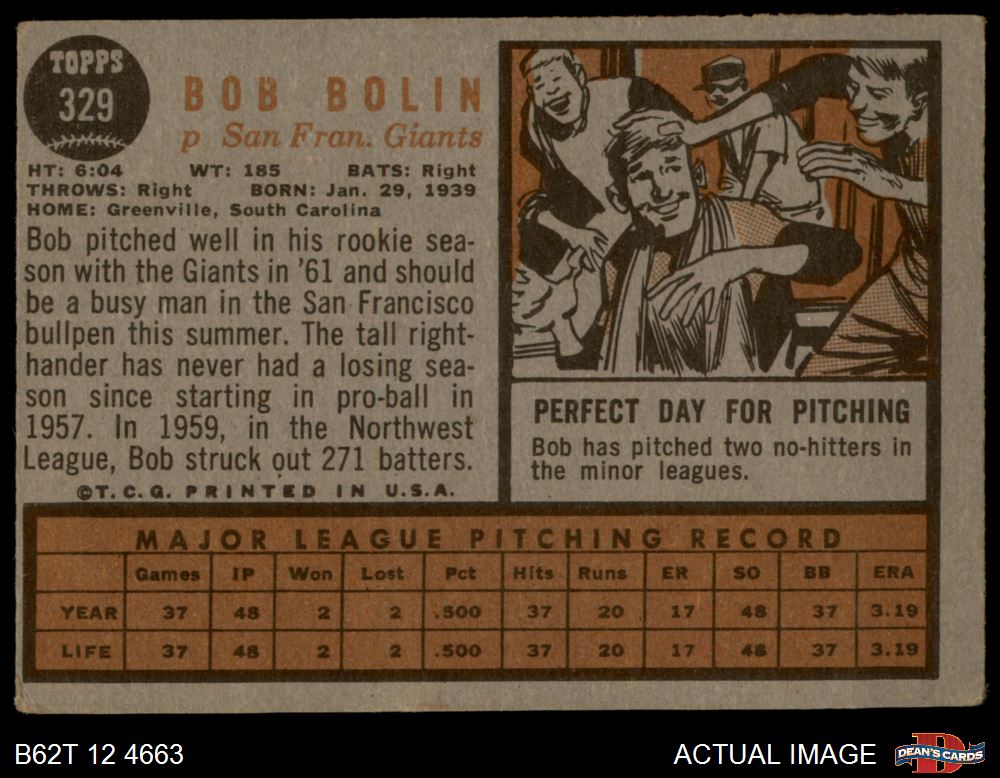 TOPPS
329
BOB BOLIN
p San Fran. Giants
HT: 6:04 WT: 185 BATS: Right
THROWS: Right BORN: Jan. 29, 1939
HOME: Greenville, South Carolina
Bob pitched well in his rookie sea-
son with the Giants in '61 and should
be a busy man in the San Francisco
bullpen this summer. The tall right-
hander has never had a losing sea-
son since starting in pro-ball in
1957. In 1959, in the Northwest
League, Bob struck out 271 batters.
©T.C.G. PRINTED IN U.S.A.
PERFECT DAY FOR PITCHING
Bob has pitched two no-hitters in
the minor leagues.
MAJOR LEAGUE PITCHING RECORD
Games IP Won Lost Pct Hits Runs ER SO BB ERA
YEAR 37 48 2 2 .500 37 20 17 48 37 3.19
LIFE 37 48 2 2 .500 37 20 17 48 37 3.19
B62T 12 4663
ACTUAL IMAGE
D
DEAN'S CARDS